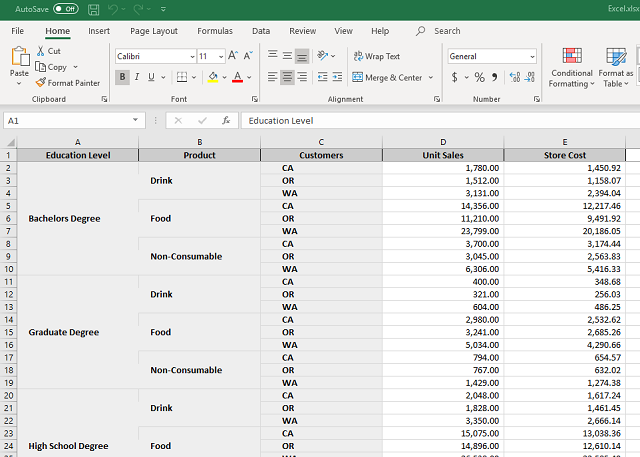 AutoSave Off Excel.xlsx
File Home Insert Page Layout Formulas Data Review View Help Search
Paste Cut Copy Format Painter
Calibri 11 A A B I U A
ab Wrap Text Merge & Center
General $ % 9 .00 .00
Conditional Formatting Format as Table
Clipboard Font Alignment Number
A1 fx Education Level
A B C D E
1 Education Level Product Customers Unit Sales Store Cost
2 CA 1,780.00 1,450.92
3 Drink OR 1,512.00 1,158.07
4 WA 3,131.00 2,394.04
5 CA 14,356.00 12,217.46
6 Bachelors Degree Food OR 11,210.00 9,491.92
7 WA 23,799.00 20,186.05
8 CA 3,700.00 3,174.44
9 Non-Consumable OR 3,045.00 2,563.83
10 WA 6,306.00 5,416.33
11 CA 400.00 348.68
12 Drink OR 321.00 256.03
13 WA 604.00 486.25
14 CA 2,980.00 2,532.62
15 Graduate Degree Food OR 3,241.00 2,685.26
16 WA 5,034.00 4,290.66
17 CA 794.00 654.57
18 Non-Consumable OR 767.00 632.02
19 WA 1,429.00 1,274.38
20 CA 2,048.00 1,617.24
21 Drink OR 1,828.00 1,461.45
22 WA 3,350.00 2,666.14
23 CA 15,075.00 13,038.36
24 High School Degree Food OR 14,896.00 12,610.14